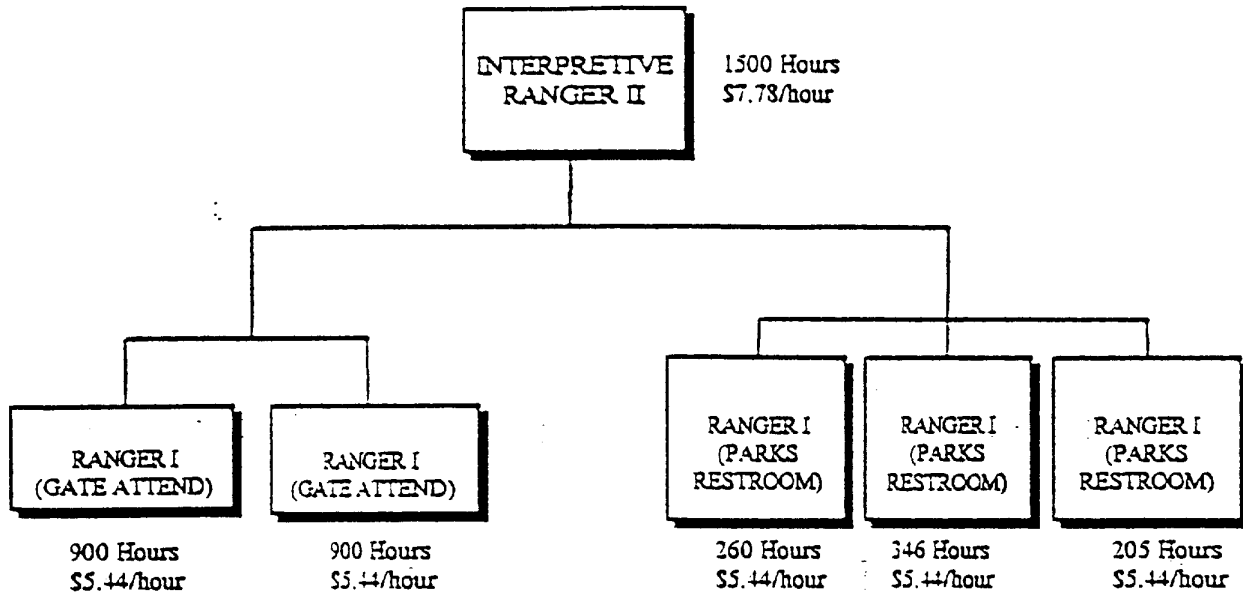 INTERPRETIVE
RANGER II
1500 Hours
$7.78/hour
RANGER I
(GATE ATTEND)
900 Hours
$5.44/hour
RANGER I
(GATE ATTEND)
900 Hours
$5.44/hour
RANGER I
(PARKS
RESTROOM)
260 Hours
$5.44/hour
RANGER I
(PARKS
RESTROOM)
346 Hours
$5.44/hour
RANGER I
(PARKS
RESTROOM)
205 Hours
$5.44/hour